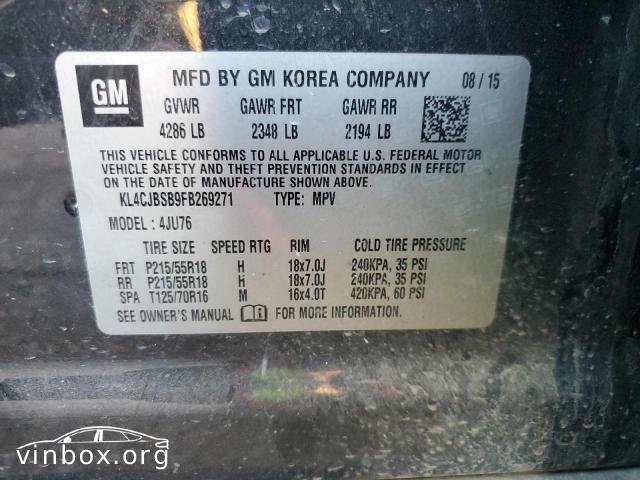 GM
MFD BY GM KOREA COMPANY 08 / 15
GVWR GAWR FRT GAWR RR
4286 LB 2348 LB 2194 LB
THIS VEHICLE CONFORMS TO ALL APPLICABLE U.S. FEDERAL MOTOR
VEHICLE SAFETY AND THEFT PREVENTION STANDARDS IN EFFECT
ON THE DATE OF MANUFACTURE SHOWN ABOVE.
KL4CJBSB9FB269271 TYPE: MPV
MODEL : 4JU76
TIRE SIZE SPEED RTG RIM COLD TIRE PRESSURE
FRT P215/55R18 H 18x7.0J 240KPA, 35 PSI
RR P215/55R18 H 18x7.0J 240KPA, 35 PSI
SPA T125/70R16 M 16x4.0T 420KPA, 60 PSI
SEE OWNER'S MANUAL FOR MORE INFORMATION.
vinbox.org